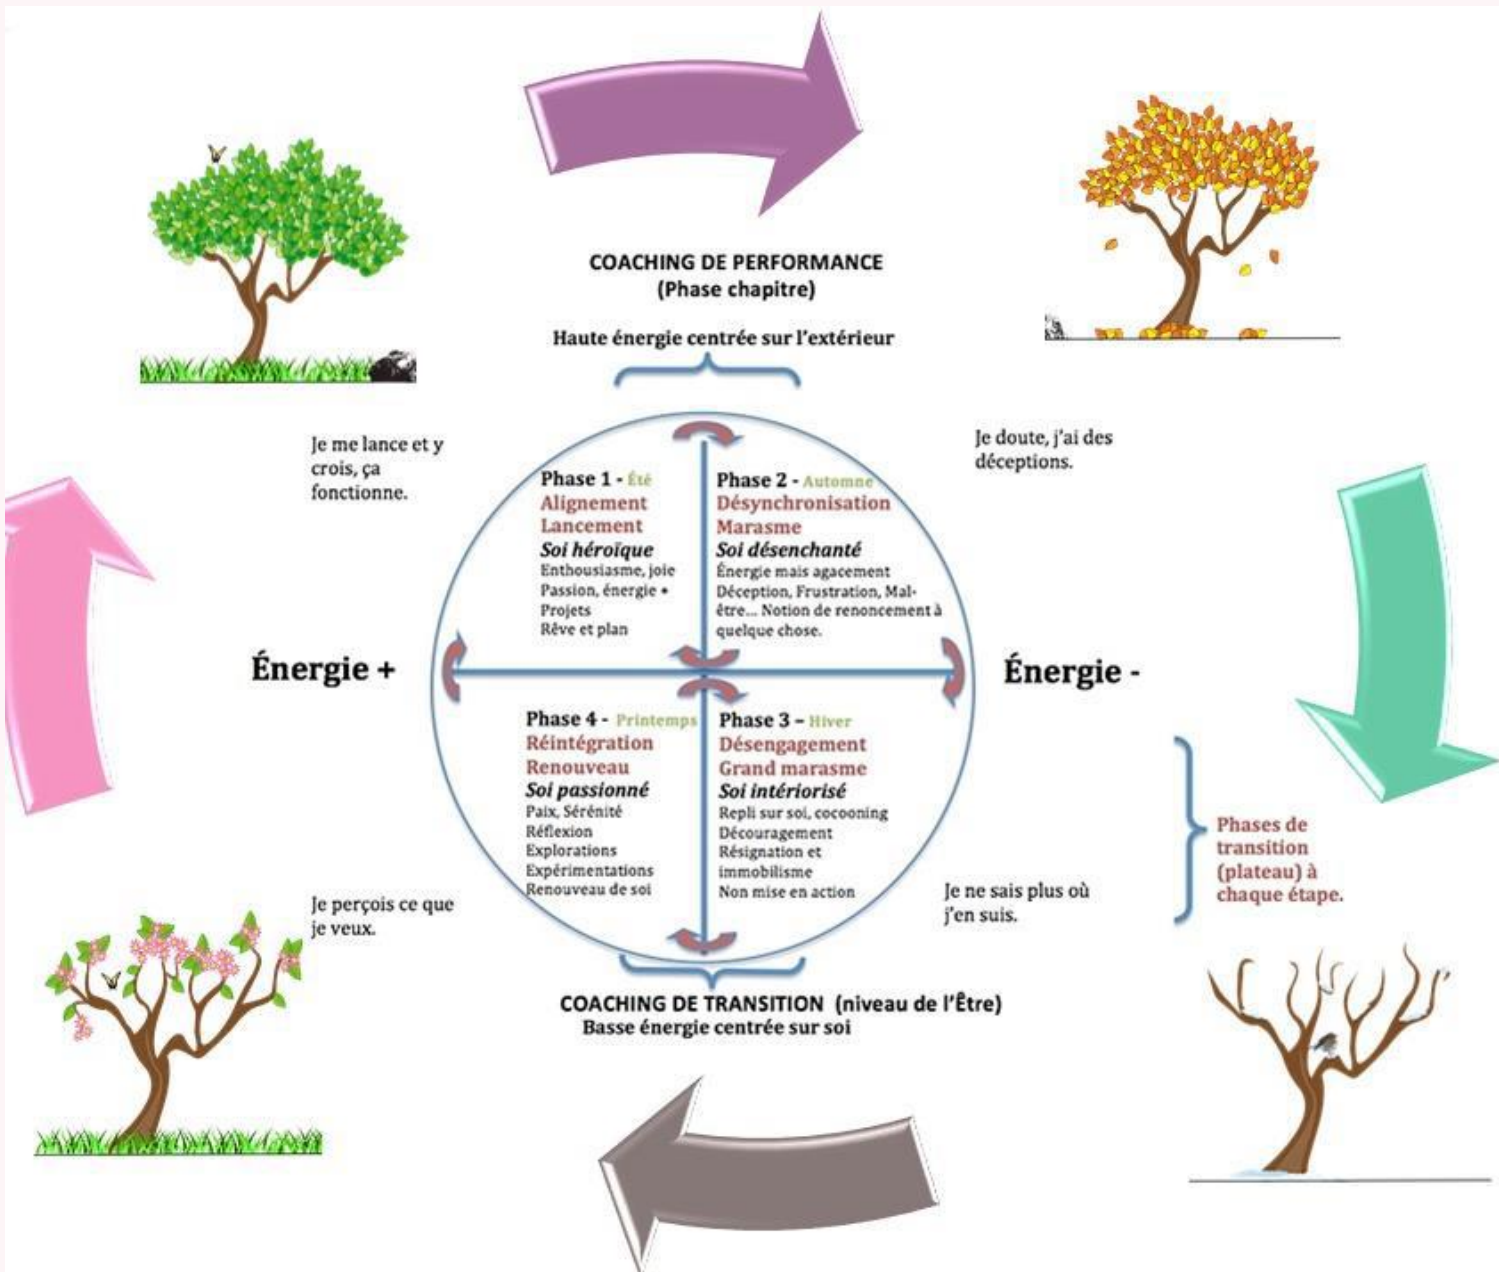 COACHING DE PERFORMANCE
(Phase chapitre)
Haute énergie centrée sur l'extérieur
Je me lance et y
crois, ça
fonctionne.
Je doute, j'ai des
déceptions.
Phase 1 - Été
Alignement
Lancement
Soi héroïque
Enthousiasme, joie
Passion, énergie +
Projets
Rêve et plan
Phase 2 - Automne
Désynchronisation
Marasme
Soi désenchanté
Énergie mais agacement
Déception, Frustration, Mal-
être... Notion de renoncement à
quelque chose.
Énergie +
Énergie -
Phase 4 - Printemps
Réintégration
Renouveau
Soi passionné
Paix, Sérénité
Réflexion
Explorations
Expérimentations
Renouveau de soi
Phase 3 – Hiver
Désengagement
Grand marasme
Soi intériorisé
Repli sur soi, cocooning
Découragement
Résignation et
immobilisme
Non mise en action
Phases de
transition
(plateau) à
chaque étape.
Je perçois ce que
je veux.
Je ne sais plus où
j'en suis.
COACHING DE TRANSITION (niveau de l'Être)
Basse énergie centrée sur soi